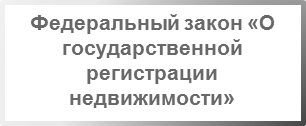 Федеральный закон «О
государственной
регистрации
недвижимости»